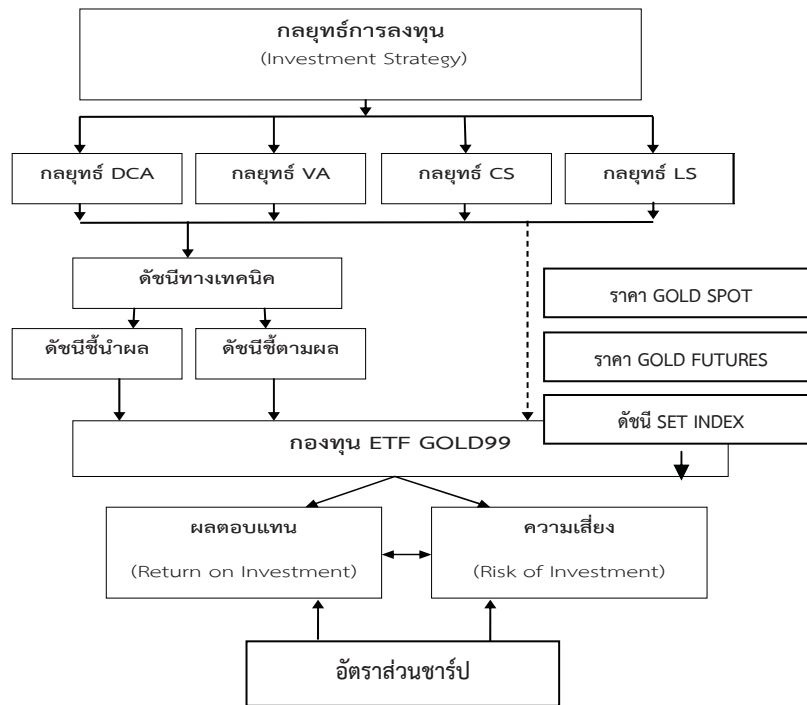 กลยุทธ์การลงทุน
(Investment Strategy)
กลยุทธ์ DCA
กลยุทธ์ VA
กลยุทธ์ CS
กลยุทธ์ LS
ดัชนีทางเทคนิค
ราคา GOLD SPOT
ดัชนีชี้นำผล
ดัชนีชี้ตามผล
ราคา GOLD FUTURES
ดัชนี SET INDEX
กองทุน ETF GOLD99
ผลตอบแทน
(Return on Investment)
ความเสี่ยง
(Risk of Investment)
อัตราส่วนชาร์ป